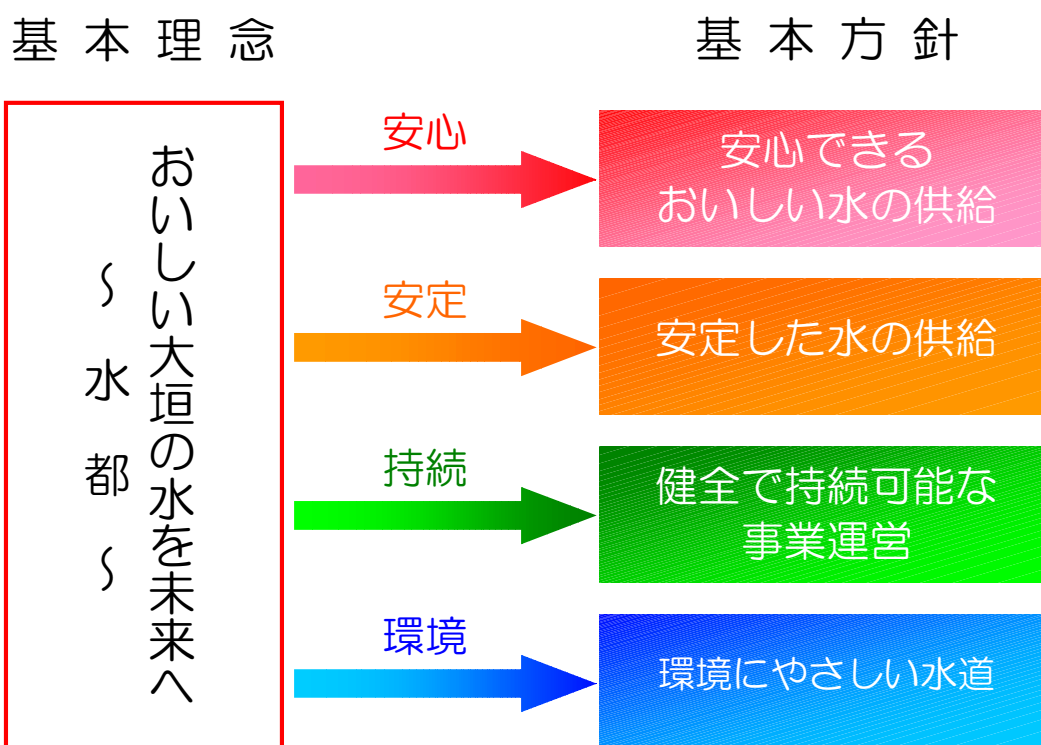 基本理念
おいしい大垣の水を未来へ
～水都～
基本方針
安心
安心できる
おいしい水の供給
安定
安定した水の供給
持続
健全で持続可能な
事業運営
環境
環境にやさしい水道